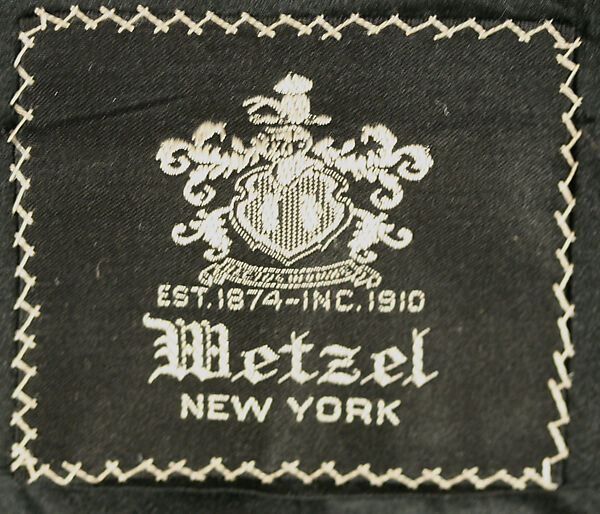 EST. 1874-INC. 1910
Wetzel
NEW YORK